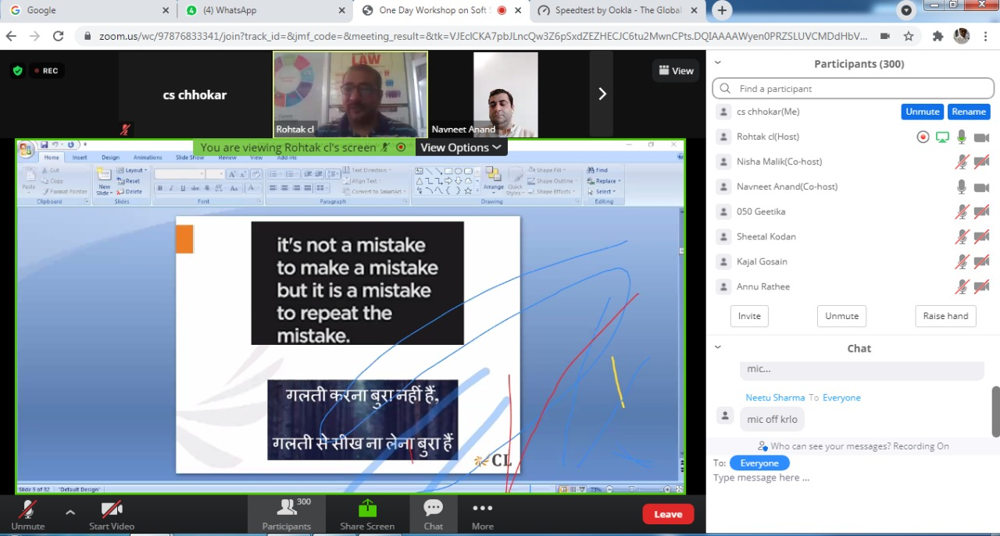 Google
(4) WhatsApp
One Day Workshop on Soft S
Speedtest by Ookla - The Global
zoom.us/wc/97876833341/join?track_id=&jmf_code=&meeting_result=&tk=
REC
cs chhokar
LAW
Rohtak cl
Navneet Anand
View
You are viewing Rohtak cl's screen
View Options
Home Insert Design Animations Slide Show Review View Add-Ins
Cut
Copy
Format Painter
Paste
Clipboard
New Slide
Layout
Reset
Delete
Slides
Font
Text Direction
Align Text
Convert to SmartArt
Paragraph
Arrange
Quick Styles
Shape Fill
Shape Outline
Shape Effects
Drawing
Find
Replace
Select
Editing
it's not a mistake
to make a mistake
but it is a mistake
to repeat the
mistake.
गलती करना बुरा नहीं हैं,
गलती से सीख ना लेना बुरा हैं
CL
Slide 5 of 32 "Default Design" 73%
Unmute
Start Video
300
Participants
Share Screen
Chat
More
Leave
Participants (300)
Find a participant
cs chhokar(Me) Unmute Rename
Rohtak cl(Host)
Nisha Malik(Co-host)
Navneet Anand(Co-host)
050 Geetika
Sheetal Kodan
Kajal Gosain
Annu Rathee
Invite Unmute Raise hand
Chat
mic...
Neetu Sharma To Everyone
mic off krlo
Who can see your messages? Recording On
To: Everyone
Type message here ...